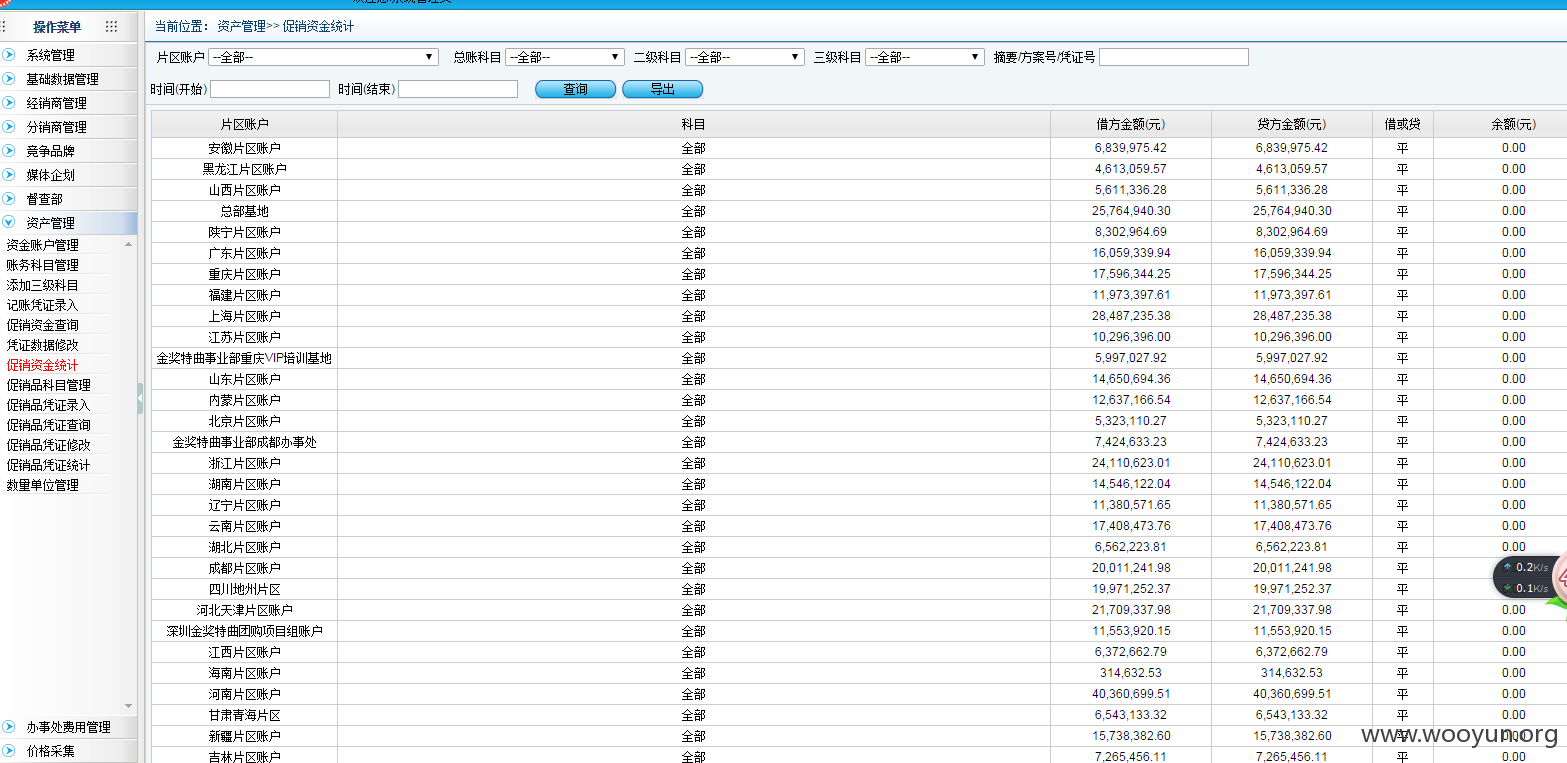 操作菜单
当前位置: 资产管理>> 促销资金统计
系统管理
基础数据管理
经销商管理
分销商管理
竞争品牌
媒体企划
督查部
资产管理
资金账户管理
账务科目管理
添加三级科目
记账凭证录入
促销资金查询
凭证数据修改
促销资金统计
促销品科目管理
促销品凭证录入
促销品凭证查询
促销品凭证修改
促销品凭证统计
数量单位管理
办事处费用管理
价格采集
片区账户 --全部-- 总账科目 --全部-- 二级科目 --全部-- 三级科目 --全部-- 摘要/方案号/凭证号
时间(开始) 时间(结束) 查询 导出
片区账户 科目 借方金额(元) 贷方金额(元) 借或贷 余额(元)
安徽片区账户 全部 6,839,975.42 6,839,975.42 平 0.00
黑龙江片区账户 全部 4,613,059.57 4,613,059.57 平 0.00
山西片区账户 全部 5,611,336.28 5,611,336.28 平 0.00
总部基地 全部 25,764,940.30 25,764,940.30 平 0.00
陕宁片区账户 全部 8,302,964.69 8,302,964.69 平 0.00
广东片区账户 全部 16,059,339.94 16,059,339.94 平 0.00
重庆片区账户 全部 17,596,344.25 17,596,344.25 平 0.00
福建片区账户 全部 11,973,397.61 11,973,397.61 平 0.00
上海片区账户 全部 28,487,235.38 28,487,235.38 平 0.00
江苏片区账户 全部 10,296,396.00 10,296,396.00 平 0.00
金奖特曲事业部重庆VIP培训基地 全部 5,997,027.92 5,997,027.92 平 0.00
山东片区账户 全部 14,650,694.36 14,650,694.36 平 0.00
内蒙片区账户 全部 12,637,166.54 12,637,166.54 平 0.00
北京片区账户 全部 5,323,110.27 5,323,110.27 平 0.00
金奖特曲事业部成都办事处 全部 7,424,633.23 7,424,633.23 平 0.00
浙江片区账户 全部 24,110,623.01 24,110,623.01 平 0.00
湖南片区账户 全部 14,546,122.04 14,546,122.04 平 0.00
辽宁片区账户 全部 11,380,571.65 11,380,571.65 平 0.00
云南片区账户 全部 17,408,473.76 17,408,473.76 平 0.00
湖北片区账户 全部 6,562,223.81 6,562,223.81 平 0.00
成都片区账户 全部 20,011,241.98 20,011,241.98 平 0.00
四川地州片区 全部 19,971,252.37 19,971,252.37 平 0.00
河北天津片区账户 全部 21,709,337.98 21,709,337.98 平 0.00
深圳金奖特曲团购项目组账户 全部 11,553,920.15 11,553,920.15 平 0.00
江西片区账户 全部 6,372,662.79 6,372,662.79 平 0.00
海南片区账户 全部 314,632.53 314,632.53 平 0.00
河南片区账户 全部 40,360,699.51 40,360,699.51 平 0.00
甘肃青海片区 全部 6,543,133.32 6,543,133.32 平 0.00
新疆片区账户 全部 15,738,382.60 15,738,382.60 平 0.00
吉林片区账户 全部 7,265,456.11 7,265,456.11 平 0.00
0.2K/s
0.1K/s
www.wooyun.org